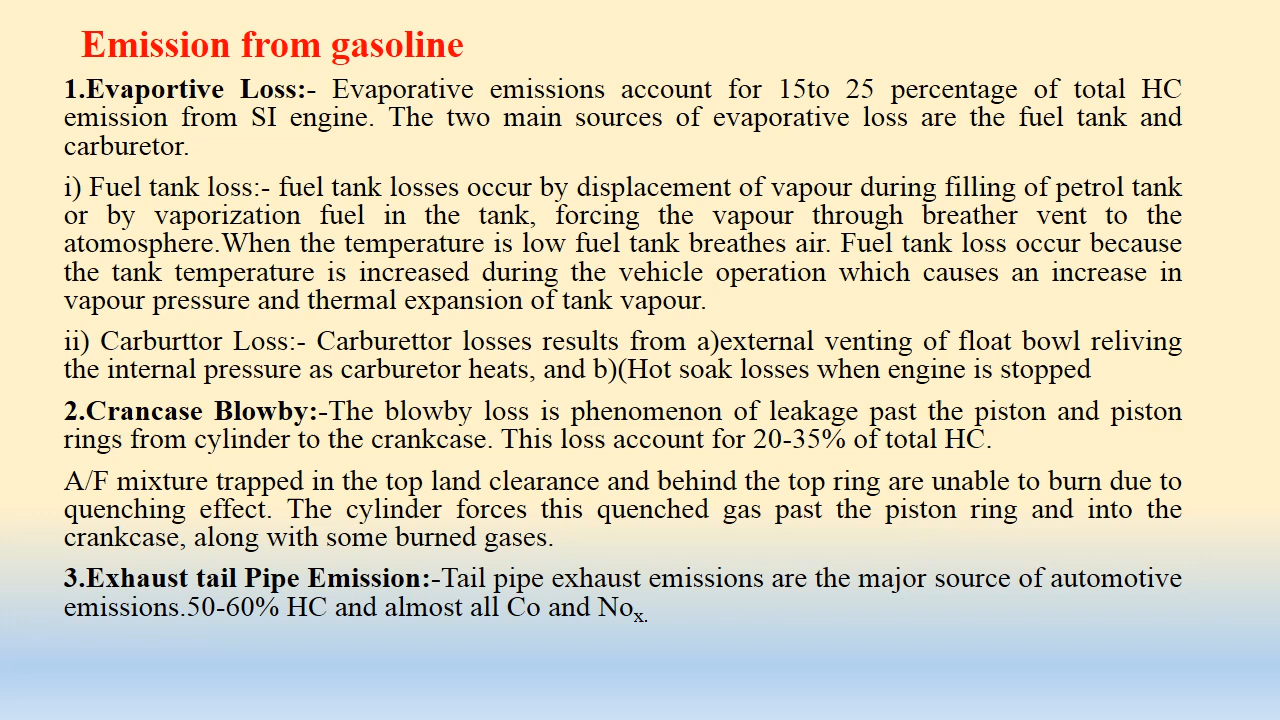 Emission from gasoline
1.Evaportive Loss:- Evaporative emissions account for 15to 25 percentage of total HC
emission from SI engine. The two main sources of evaporative loss are the fuel tank and
carburetor.
i) Fuel tank loss:- fuel tank losses occur by displacement of vapour during filling of petrol tank
or by vaporization fuel in the tank, forcing the vapour through breather vent to the
atomosphere.When the temperature is low fuel tank breathes air. Fuel tank loss occur because
the tank temperature is increased during the vehicle operation which causes an increase in
vapour pressure and thermal expansion of tank vapour.
ii) Carburttor Loss:- Carburettor losses results from a)external venting of float bowl reliving
the internal pressure as carburetor heats, and b)(Hot soak losses when engine is stopped
2.Crancase Blowby:-The blowby loss is phenomenon of leakage past the piston and piston
rings from cylinder to the crankcase. This loss account for 20-35% of total HC.
A/F mixture trapped in the top land clearance and behind the top ring are unable to burn due to
quenching effect. The cylinder forces this quenched gas past the piston ring and into the
crankcase, along with some burned gases.
3.Exhaust tail Pipe Emission:-Tail pipe exhaust emissions are the major source of automotive
emissions.50-60% HC and almost all Co and Nox.